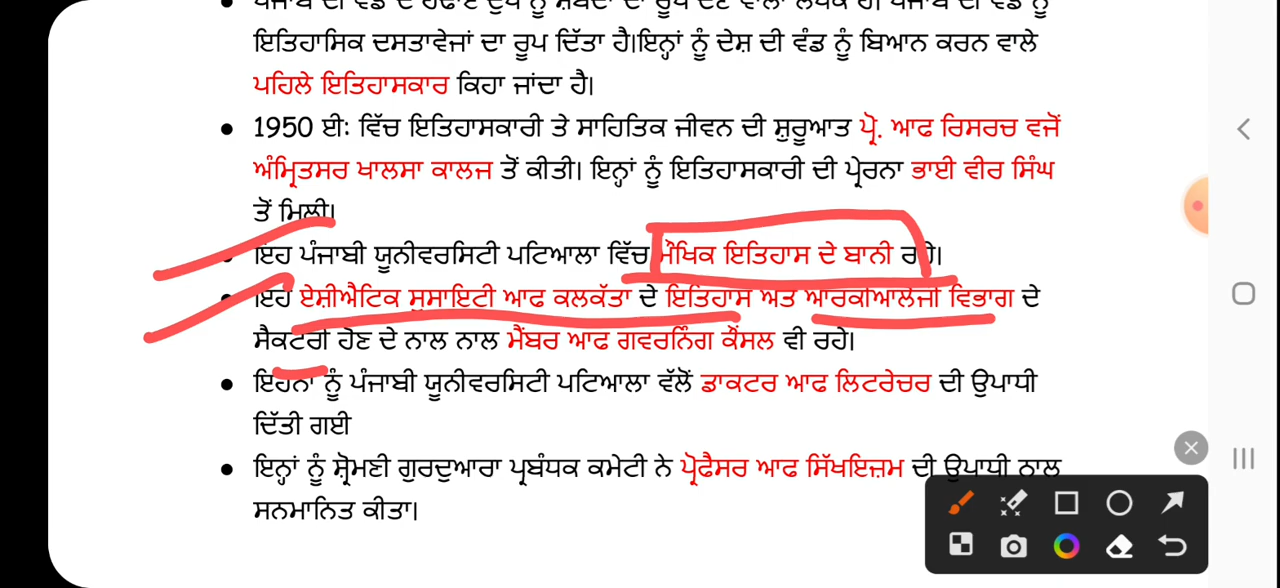 ਪੰਜਾਬ ਦੀ ਵੰਡ ਦੇ ਹੰਢਾਏ ਦੁੱਖ ਨੂੰ ਸ਼ਬਦਾਂ ਦਾ ਰੂਪ ਦੇਣ ਵਾਲਾ ਲੇਖਕ ਹੈ। ਪੰਜਾਬ ਦੀ ਵੰਡ ਨੂੰ
ਇਤਿਹਾਸਿਕ ਦਸਤਾਵੇਜਾਂ ਦਾ ਰੂਪ ਦਿੱਤਾ ਹੈ।ਇਨ੍ਹਾਂ ਨੂੰ ਦੇਸ਼ ਦੀ ਵੰਡ ਨੂੰ ਬਿਆਨ ਕਰਨ ਵਾਲੇ
ਪਹਿਲੇ ਇਤਿਹਾਸਕਾਰ ਕਿਹਾ ਜਾਂਦਾ ਹੈ।
1950 ਈ: ਵਿੱਚ ਇਤਿਹਾਸਕਾਰੀ ਤੇ ਸਾਹਿਤਿਕ ਜੀਵਨ ਦੀ ਸ਼ੁਰੂਆਤ ਪ੍ਰੋ. ਆਫ ਰਿਸਰਚ ਵਜੋਂ
ਅੰਮ੍ਰਿਤਸਰ ਖਾਲਸਾ ਕਾਲਜ ਤੋਂ ਕੀਤੀ। ਇਨ੍ਹਾਂ ਨੂੰ ਇਤਿਹਾਸਕਾਰੀ ਦੀ ਪ੍ਰੇਰਨਾ ਭਾਈ ਵੀਰ ਸਿੰਘ
ਤੋਂ ਮਿਲੀ।
ਇਹ ਪੰਜਾਬੀ ਯੂਨੀਵਰਸਿਟੀ ਪਟਿਆਲਾ ਵਿੱਚ ਮੌਖਿਕ ਇਤਿਹਾਸ ਦੇ ਬਾਨੀ ਰਹੇ।
ਇਹ ਏਸ਼ੀਐਟਿਕ ਸੁਸਾਇਟੀ ਆਫ ਕਲਕੱਤਾ ਦੇ ਇਤਿਹਾਸ ਅਤੇ ਆਰਕੀਆਲੋਜੀ ਵਿਭਾਗ ਦੇ
ਸੈਕਟਰੀ ਹੋਣ ਦੇ ਨਾਲ ਨਾਲ ਮੈਂਬਰ ਆਫ ਗਵਰਨਿੰਗ ਕੌਂਸਲ ਵੀ ਰਹੇ।
ਇਹਨਾਂ ਨੂੰ ਪੰਜਾਬੀ ਯੂਨੀਵਰਸਿਟੀ ਪਟਿਆਲਾ ਵੱਲੋਂ ਡਾਕਟਰ ਆਫ ਲਿਟਰੇਚਰ ਦੀ ਉਪਾਧੀ
ਦਿੱਤੀ ਗਈ
ਇਨ੍ਹਾਂ ਨੂੰ ਸ਼੍ਰੋਮਣੀ ਗੁਰਦੁਆਰਾ ਪ੍ਰਬੰਧਕ ਕਮੇਟੀ ਨੇ ਪ੍ਰੋਫੈਸਰ ਆਫ ਸਿੱਖਇਜ਼ਮ ਦੀ ਉਪਾਧੀ ਨਾਲ
ਸਨਮਾਨਿਤ ਕੀਤਾ।